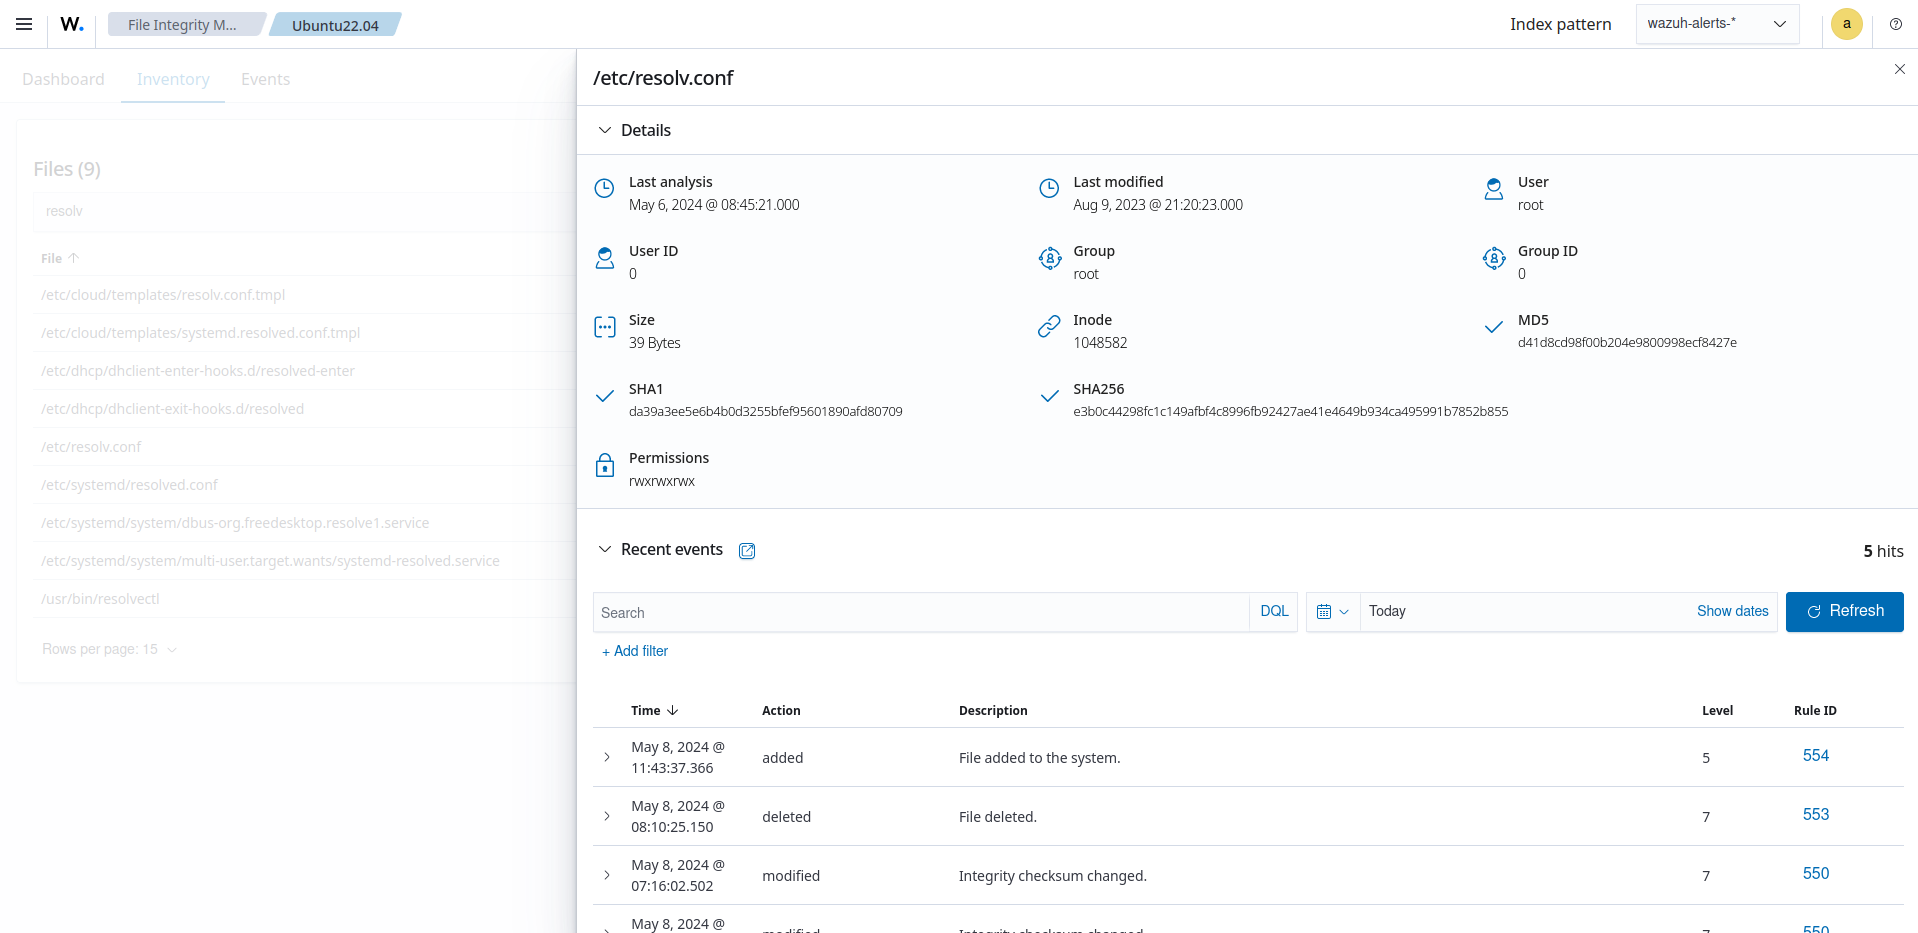 W.
File Integrity M...
Ubuntu22.04
Index pattern
wazuh-alerts-*
a
Dashboard
Inventory
Events
Files (9)
resolv
File
/etc/cloud/templates/resolv.conf.tmpl
/etc/cloud/templates/systemd.resolved.conf.tmpl
/etc/dhcp/dhclient-enter-hooks.d/resolved-enter
/etc/dhcp/dhclient-exit-hooks.d/resolved
/etc/resolv.conf
/etc/systemd/resolved.conf
/etc/systemd/system/dbus-org.freedesktop.resolve1.service
/etc/systemd/system/multi-user.target.wants/systemd-resolved.service
/usr/bin/resolvectl
Rows per page: 15
/etc/resolv.conf
Details
Last analysis
May 6, 2024 @ 08:45:21.000
Last modified
Aug 9, 2023 @ 21:20:23.000
User
root
User ID
0
Group
root
Group ID
0
Size
39 Bytes
Inode
1048582
MD5
d41d8cd98f00b204e9800998ecf8427e
SHA1
da39a3ee5e6b4b0d3255bfef95601890afd80709
SHA256
e3b0c44298fc1c149afbf4c8996fb92427ae41e4649b934ca495991b7852b855
Permissions
rwxrwxrwx
Recent events
5 hits
Search
DQL
Today
Show dates
Refresh
+ Add filter
Time
Action
Description
Level
Rule ID
May 8, 2024 @
11:43:37.366
added
File added to the system.
5
554
May 8, 2024 @
08:10:25.150
deleted
File deleted.
7
553
May 8, 2024 @
07:16:02.502
modified
Integrity checksum changed.
7
550
May 8, 2024 @
modified
Integrity checksum changed.
7
550